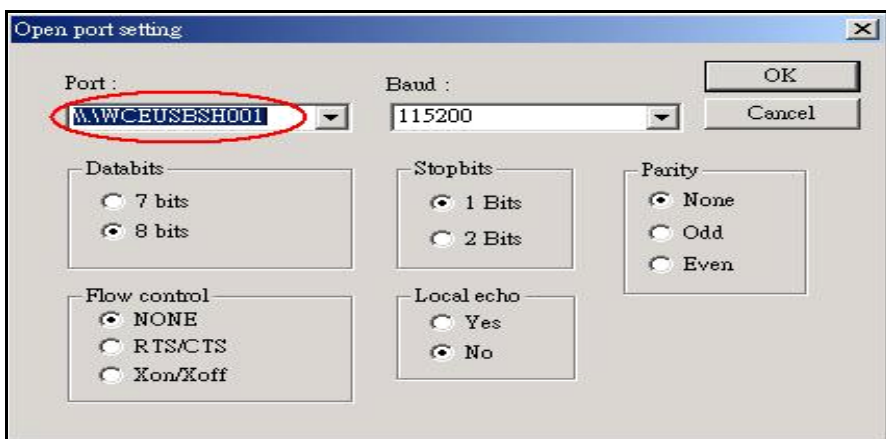 Open port setting
Port :
\\.\WCEUSBSH001
Baud :
115200
OK
Cancel
Databits
7 bits
8 bits
Stopbits
1 Bits
2 Bits
Parity
None
Odd
Even
Flow control
NONE
RTS/CTS
Xon/Xoff
Local echo
Yes
No